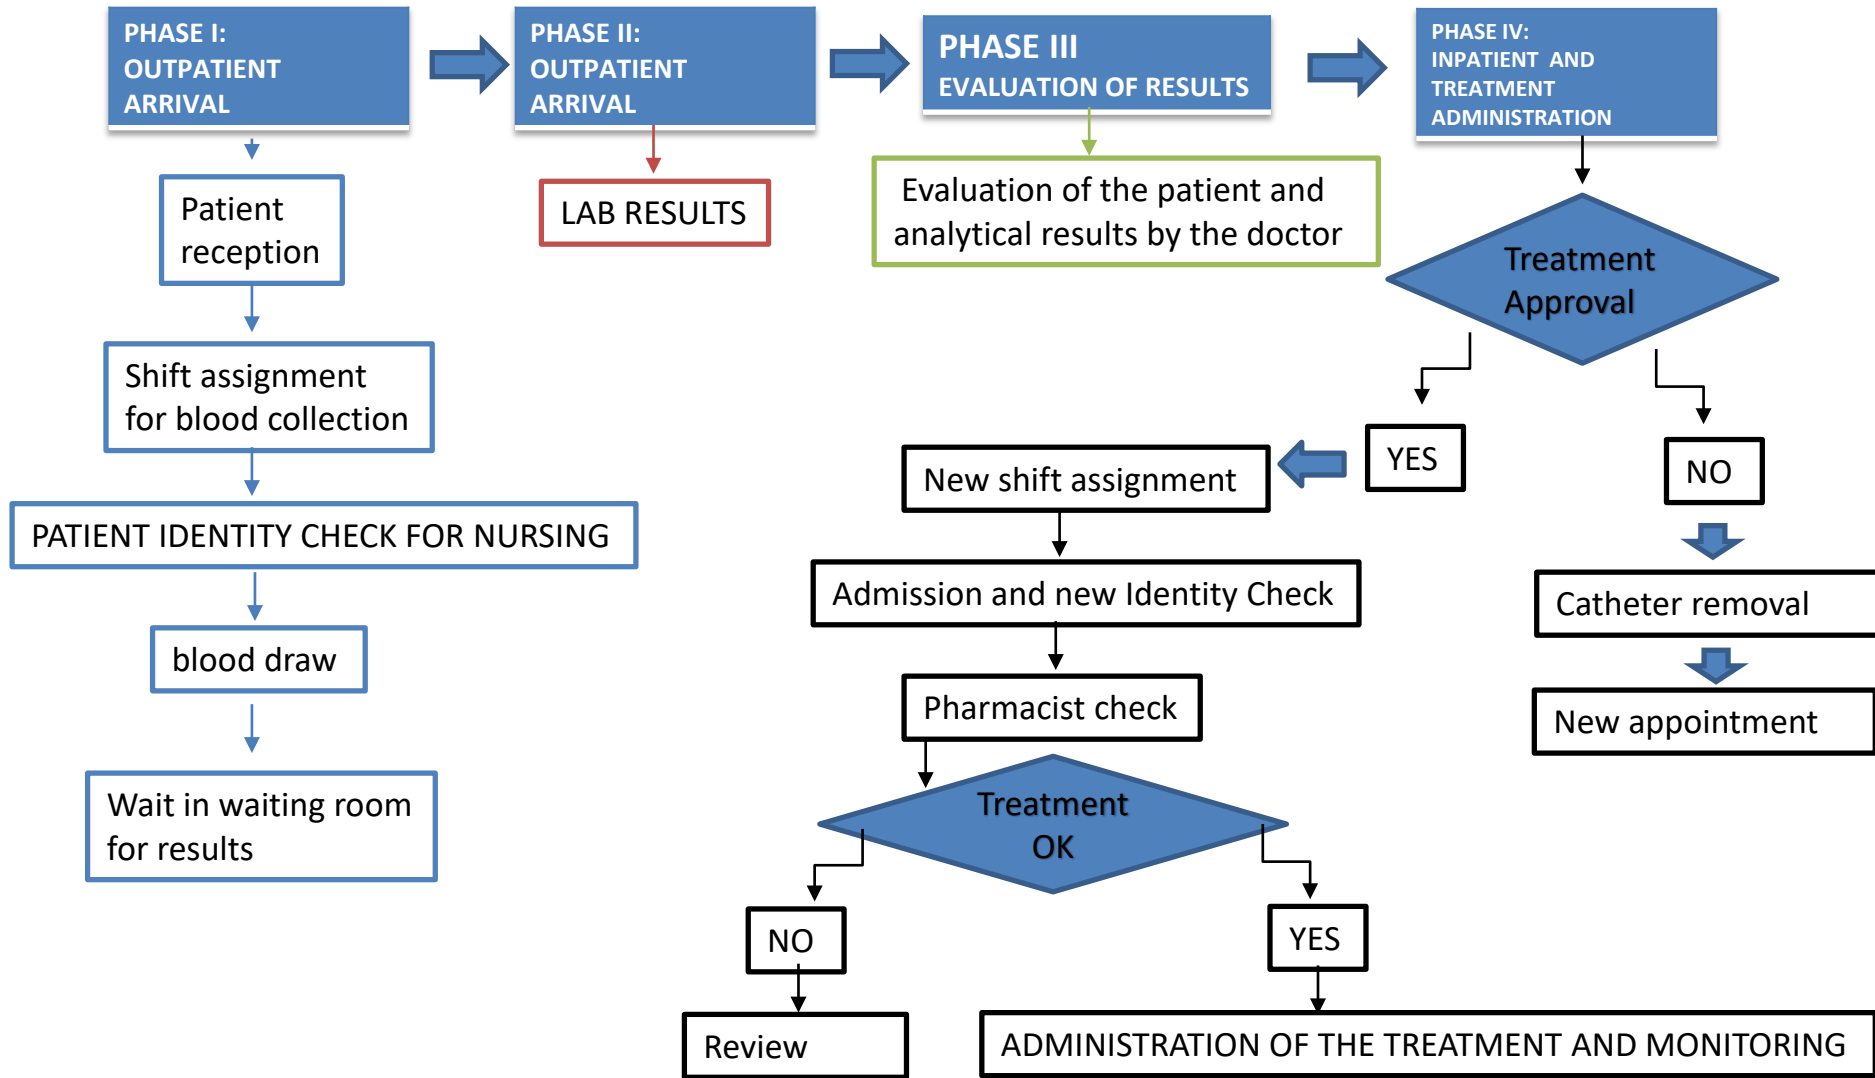 PHASE I:
OUTPATIENT
ARRIVAL
PHASE II:
OUTPATIENT
ARRIVAL
PHASE III
EVALUATION OF RESULTS
PHASE IV:
INPATIENT AND
TREATMENT
ADMINISTRATION
Patient
reception
Shift assignment
for blood collection
PATIENT IDENTITY CHECK FOR NURSING
blood draw
Wait in waiting room
for results
LAB RESULTS
Evaluation of the patient and
analytical results by the doctor
Treatment
Approval
YES
NO
New shift assignment
Admission and new Identity Check
Pharmacist check
Treatment
OK
NO
YES
Review
ADMINISTRATION OF THE TREATMENT AND MONITORING
Catheter removal
New appointment